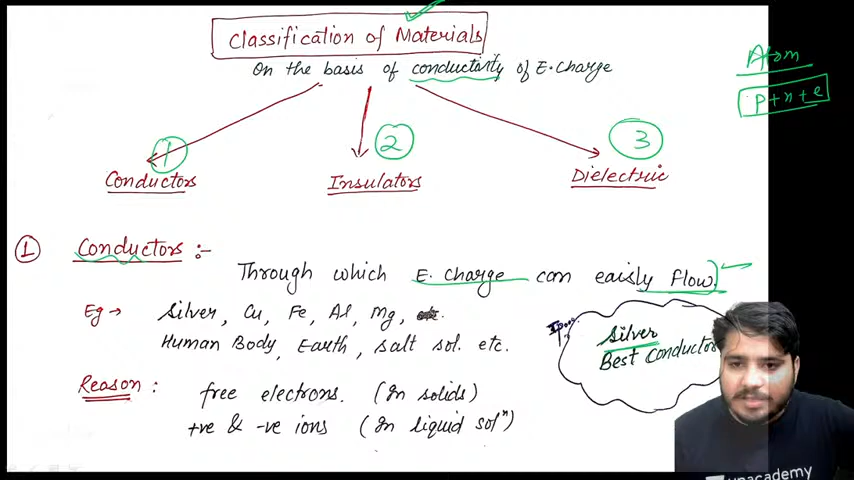 Classification of Materials
On the basis of conductivity of E. Charge
Atom
p+n+e
1
2
3
Conductors
Insulators
Dielectric
① Conductors :-
Through which E. Charge can easily flow
Eg → Silver, Cu, Fe, Al, Mg, etc.
Human Body, Earth, salt sol. etc.
Silver
Best Conductor
Reason : free electrons. (In solids)
+ve & -ve ions (In liquid solⁿ)
unacademy